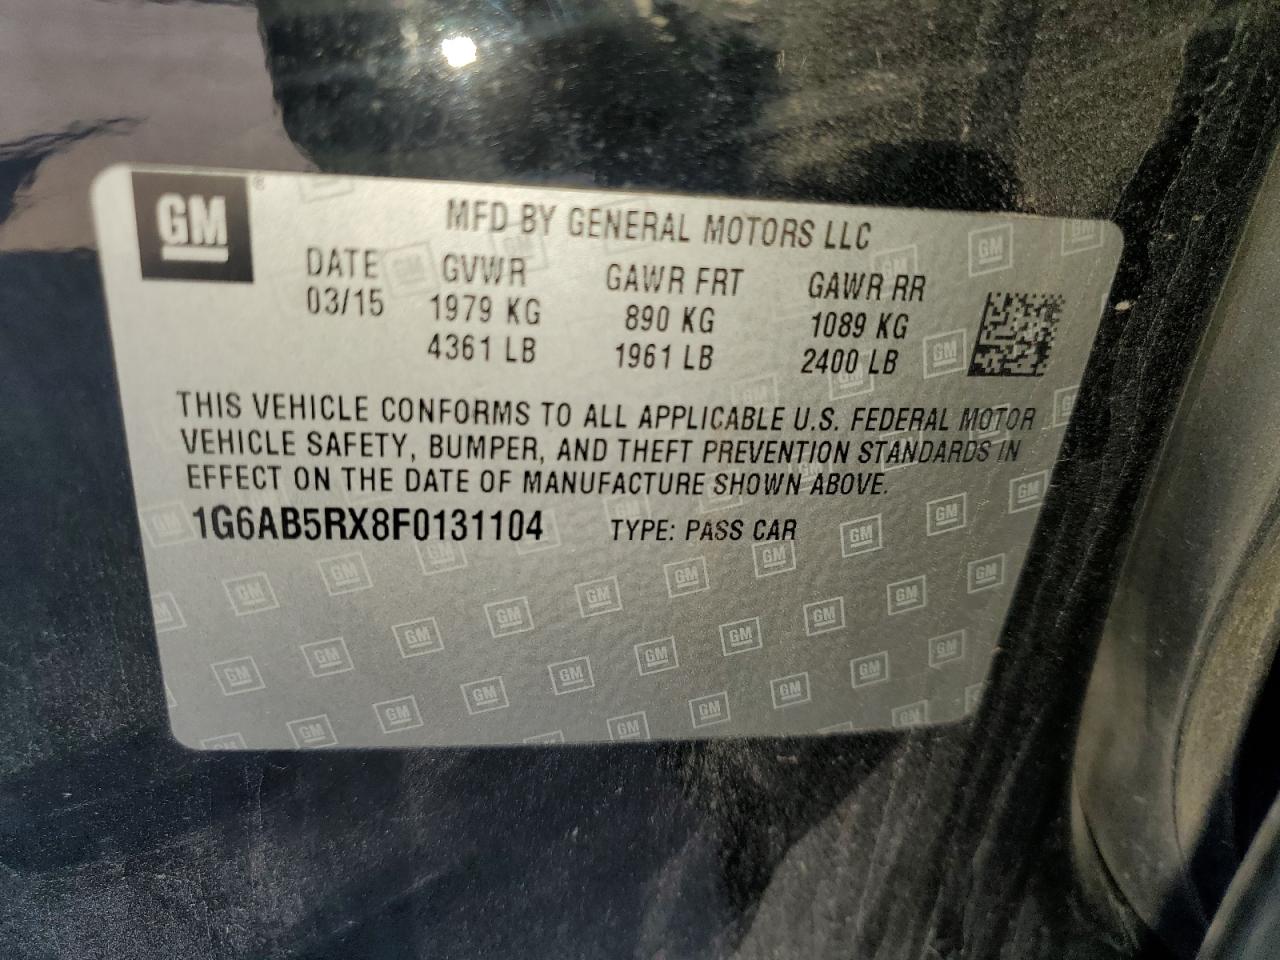 GM
MFD BY GENERAL MOTORS LLC
DATE GVWR GAWR FRT GAWR RR
03/15 1979 KG 890 KG 1089 KG
4361 LB 1961 LB 2400 LB
THIS VEHICLE CONFORMS TO ALL APPLICABLE U.S. FEDERAL MOTOR
VEHICLE SAFETY, BUMPER, AND THEFT PREVENTION STANDARDS IN
EFFECT ON THE DATE OF MANUFACTURE SHOWN ABOVE.
1G6AB5RX8F0131104 TYPE: PASS CAR